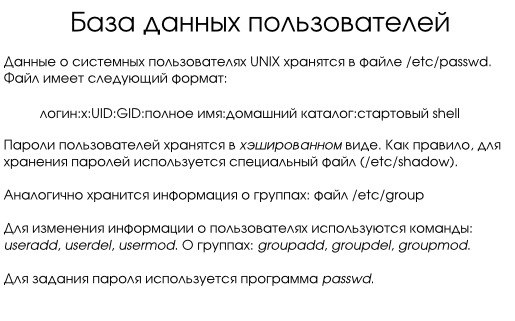 База данных пользователей
Данные о системных пользователях UNIX хранятся в файле /etc/passwd.
Файл имеет следующий формат:
логин:x:UID:GID:полное имя:домашний каталог:стартовый shell
Пароли пользователей хранятся в хэшированном виде. Как правило, для
хранения паролей используется специальный файл (/etc/shadow).
Аналогично хранится информация о группах: файл /etc/group
Для изменения информации о пользователях используются команды:
useradd, userdel, usermod. О группах: groupadd, groupdel, groupmod.
Для задания пароля используется программа passwd.